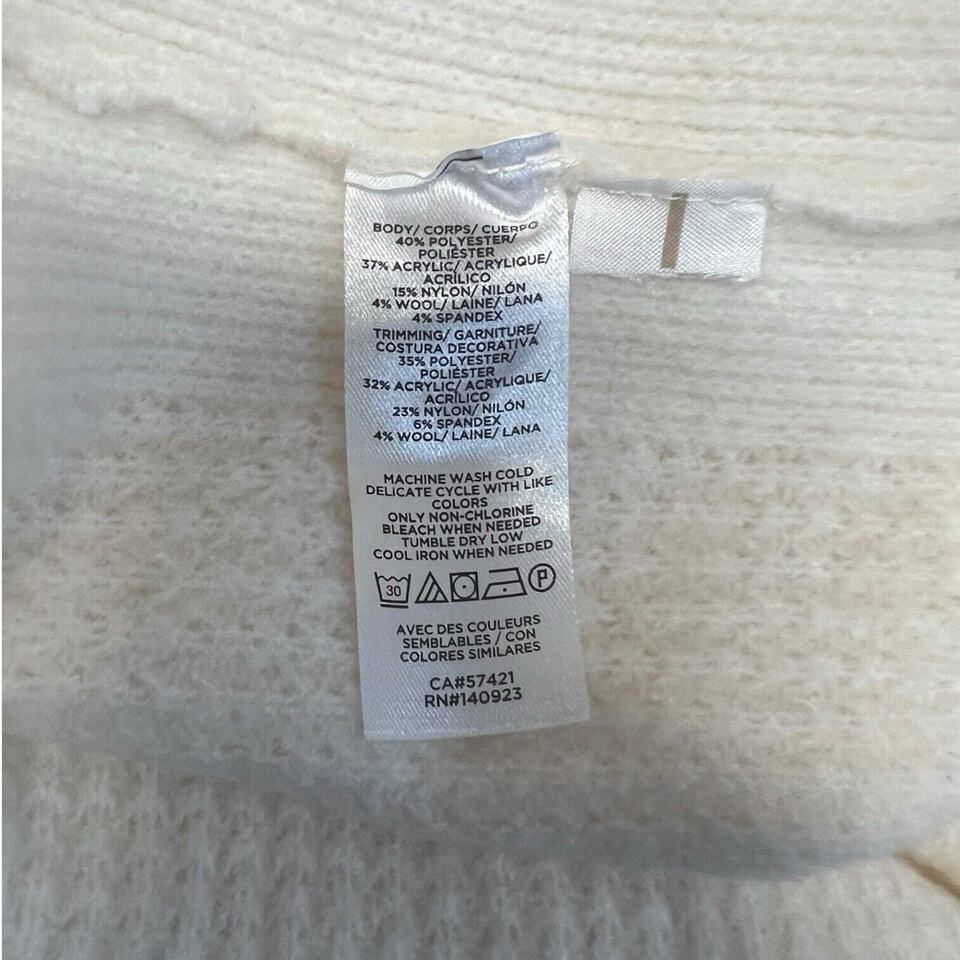 BODY/ CORPS/ CUERPO
40% POLYESTER/
POLIÉSTER
37% ACRYLIC/ ACRYLIQUE/
ACRÍLICO
15% NYLON/ NILÓN
4% WOOL/ LAINE/ LANA
4% SPANDEX
TRIMMING/ GARNITURE/
COSTURA DECORATIVA
35% POLYESTER/
POLIÉSTER
32% ACRYLIC/ ACRYLIQUE/
ACRÍLICO
23% NYLON/ NILÓN
6% SPANDEX
4% WOOL/ LAINE/ LANA
MACHINE WASH COLD
DELICATE CYCLE WITH LIKE
COLORS
ONLY NON-CHLORINE
BLEACH WHEN NEEDED
TUMBLE DRY LOW
COOL IRON WHEN NEEDED
30 P
AVEC DES COULEURS
SEMBLABLES / CON
COLORES SIMILARES
CA#57421
RN#140923